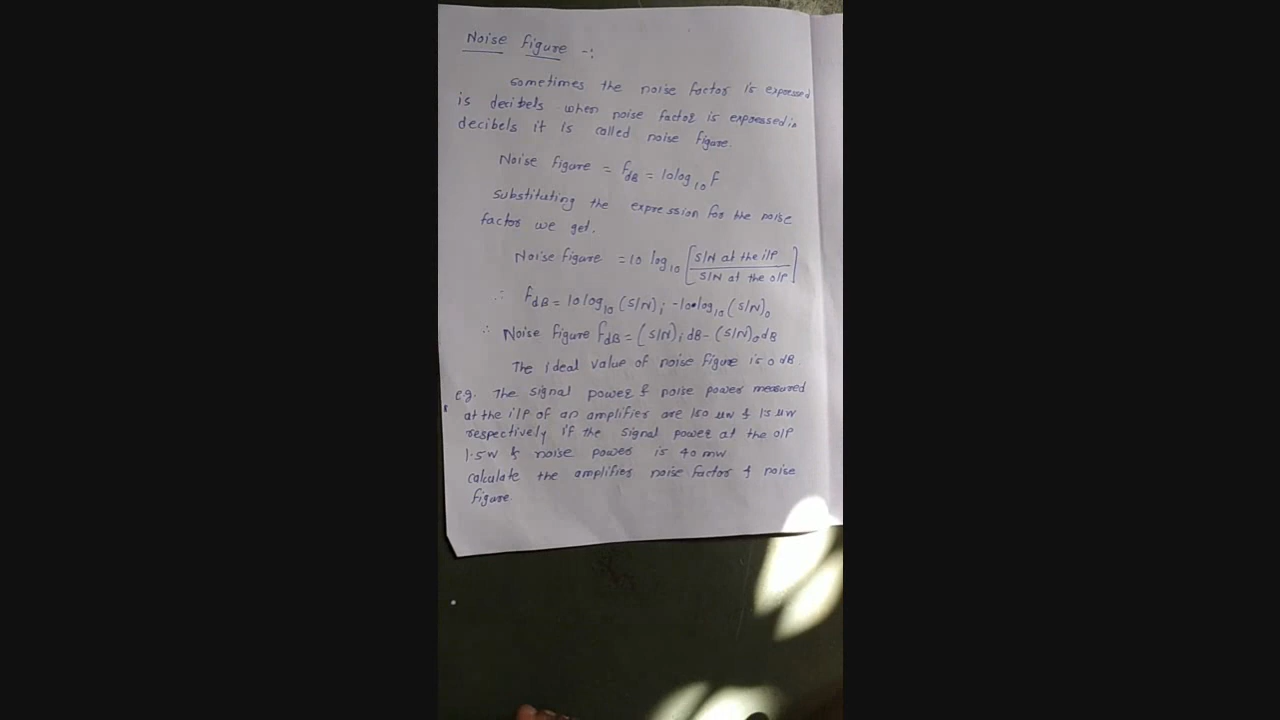 Noise figure -:
sometimes the noise factor is expressed
is decibels when noise factor is expressed in
decibels it is called noise figure.
Noise figure = FdB = 10log10 F
substituting the expression for the noise
factor we get.
Noise figure = 10 log10 [S/N at the i/P / S/N at the o/P]
∴ FdB = 10log10 (S/N)i - 10log10 (S/N)o
∴ Noise figure FdB = (S/N)i dB - (S/N)o dB
The ideal value of noise figure is 0 dB.
e.g. The signal power & noise power measured
at the i/P of an amplifier are 150 μw & 1.5 μw
respectively if the signal power at the o/P
1.5w & noise power is 40 mw
calculate the amplifier noise factor & noise
figure.